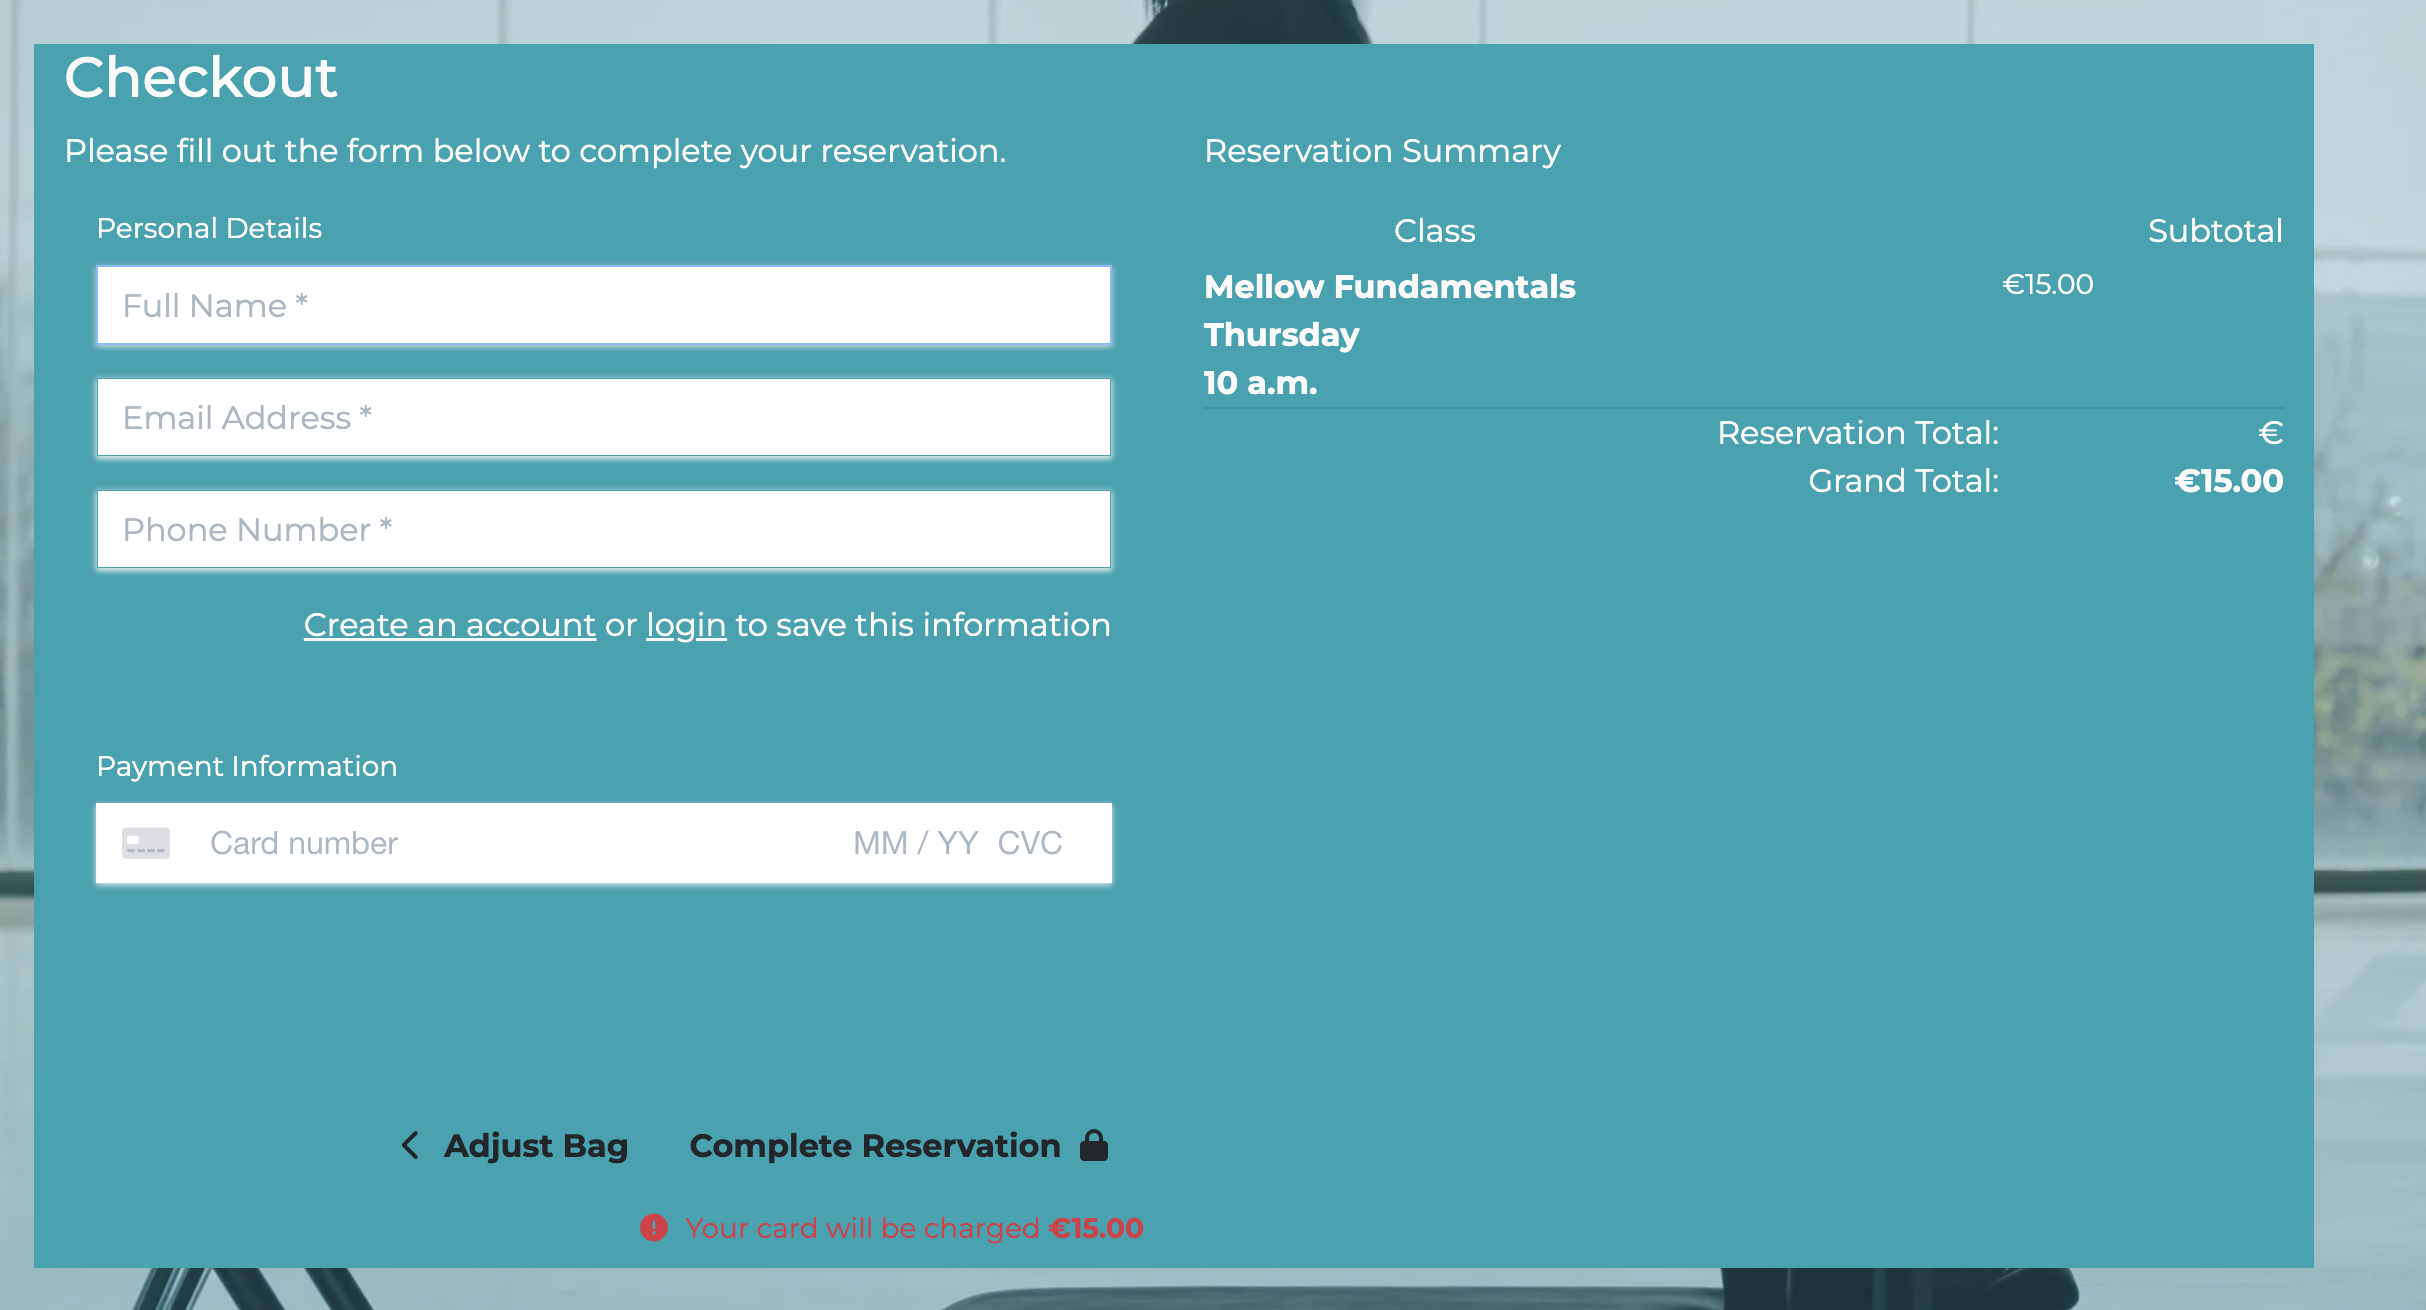 Checkout
Please fill out the form below to complete your reservation.
Personal Details
Full Name *
Email Address *
Phone Number *
Create an account or login to save this information
Payment Information
Card number MM / YY CVC
Adjust Bag Complete Reservation
Your card will be charged €15.00
Reservation Summary
Class Subtotal
Mellow Fundamentals €15.00
Thursday
10 a.m.
Reservation Total: €
Grand Total: €15.00